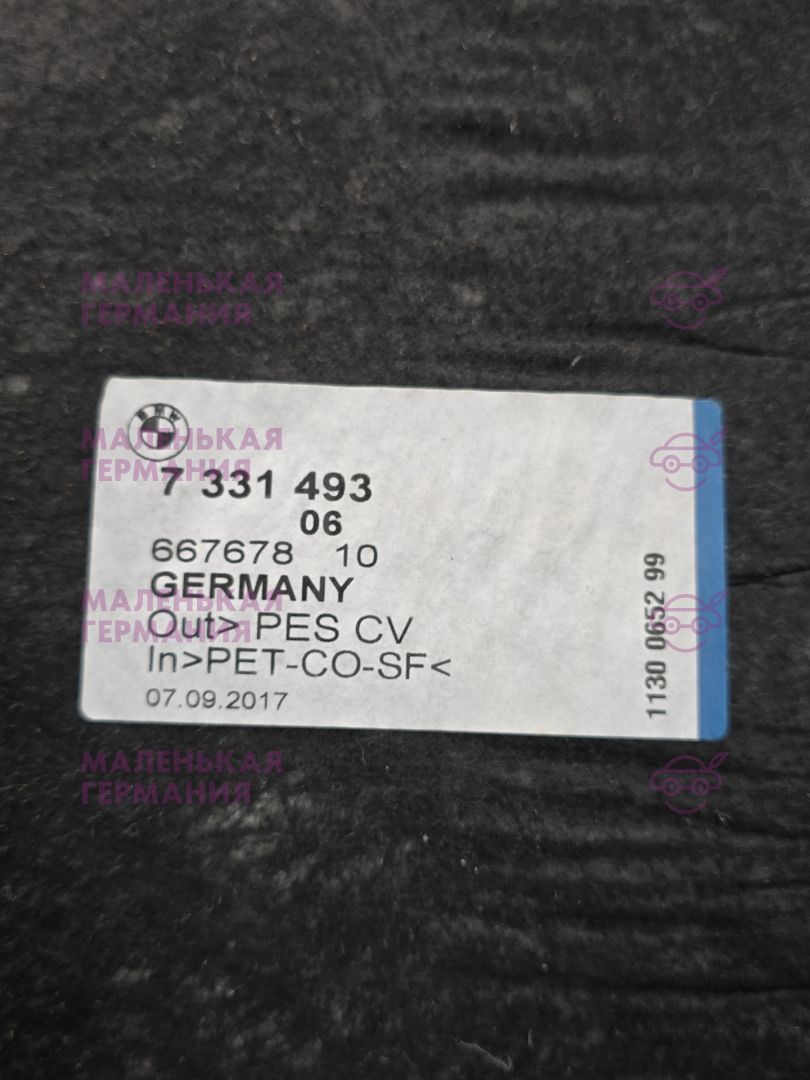 МАЛЕНЬКАЯ
ГЕРМАНИЯ
BMW
МАЛЕНЬКАЯ
ГЕРМАНИЯ
7 331 493
06
667678 10
GERMANY
МАЛЕНЬКАЯ
ГЕРМАНИЯ
Out> PES CV
In>PET-CO-SF<
07.09.2017
1130 0652 99
МАЛЕНЬКАЯ
ГЕРМАНИЯ